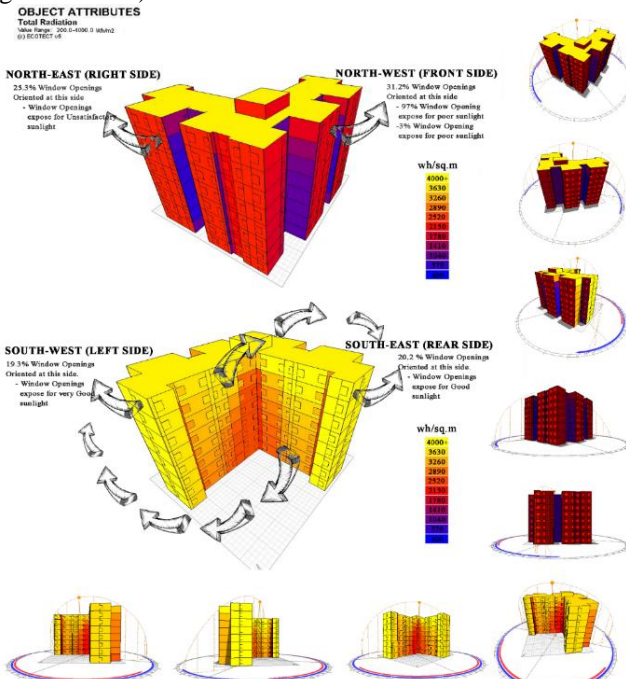 OBJECT ATTRIBUTES
Total Radiation
Value Range: 200.0-4000.0 Wh/m2
(c) ECOTECT v5
NORTH-EAST (RIGHT SIDE)
25.3% Window Openings
Oriented at this side
- Window Openings
expose for Unsatisfactory
sunlight
NORTH-WEST (FRONT SIDE)
31.2% Window Openings
Oriented at this side
- 97% Window Opening
expose for poor sunlight
-3% Window Opening
expose for poor sunlight
wh/sq.m
4000+
3630
3260
2890
2520
2150
1780
1410
1040
SOUTH-WEST (LEFT SIDE)
19.3% Window Openings
Oriented at this side.
- Window Openings
expose for very Good
sunlight
SOUTH-EAST (REAR SIDE)
20.2 % Window Openings
Oriented at this side.
- Window Openings
expose for Good
sunlight
wh/sq.m
4000+
3630
3260
2890
2520
2150
1780
1410
1040